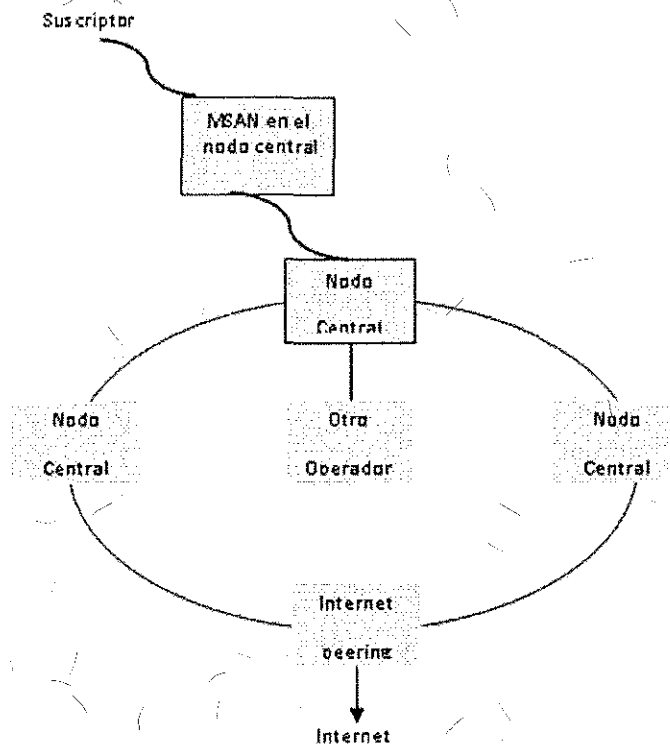 Suscriptor
MSAN en el
nodo central
Nodo
Central
Nodo
Central
Otro
Operador
Nodo
Central
Internet
peering
Internet